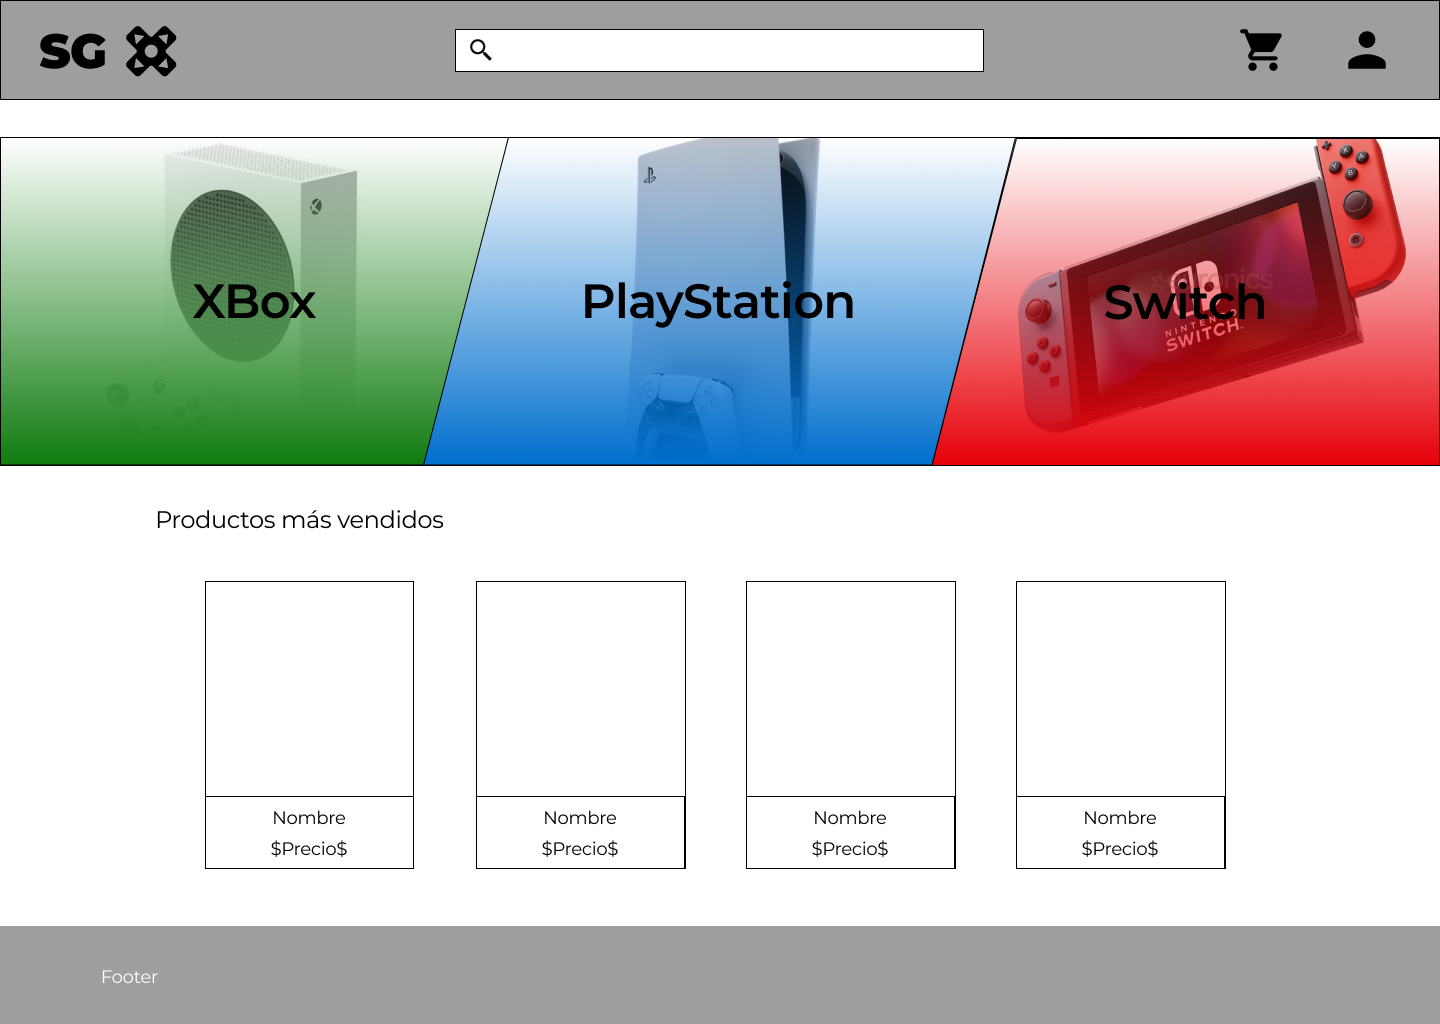 SG
XBox
PlayStation
Switch
NINTENDO
SWITCH
Productos más vendidos
Nombre
$Precio$
Nombre
$Precio$
Nombre
$Precio$
Nombre
$Precio$
Footer